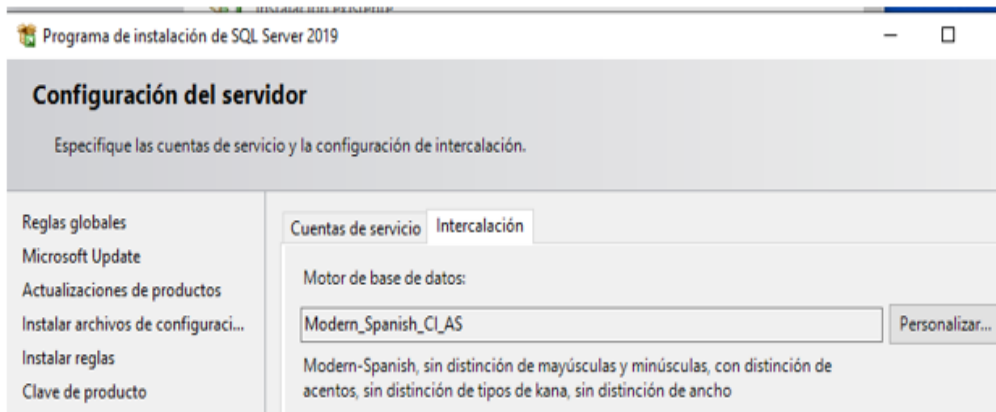 instalación existente
Programa de instalación de SQL Server 2019
Configuración del servidor
Especifique las cuentas de servicio y la configuración de intercalación.
Reglas globales
Microsoft Update
Actualizaciones de productos
Instalar archivos de configuraci...
Instalar reglas
Clave de producto
Cuentas de servicio
Intercalación
Motor de base de datos:
Modern_Spanish_CI_AS
Personalizar...
Modern-Spanish, sin distinción de mayúsculas y minúsculas, con distinción de
acentos, sin distinción de tipos de kana, sin distinción de ancho